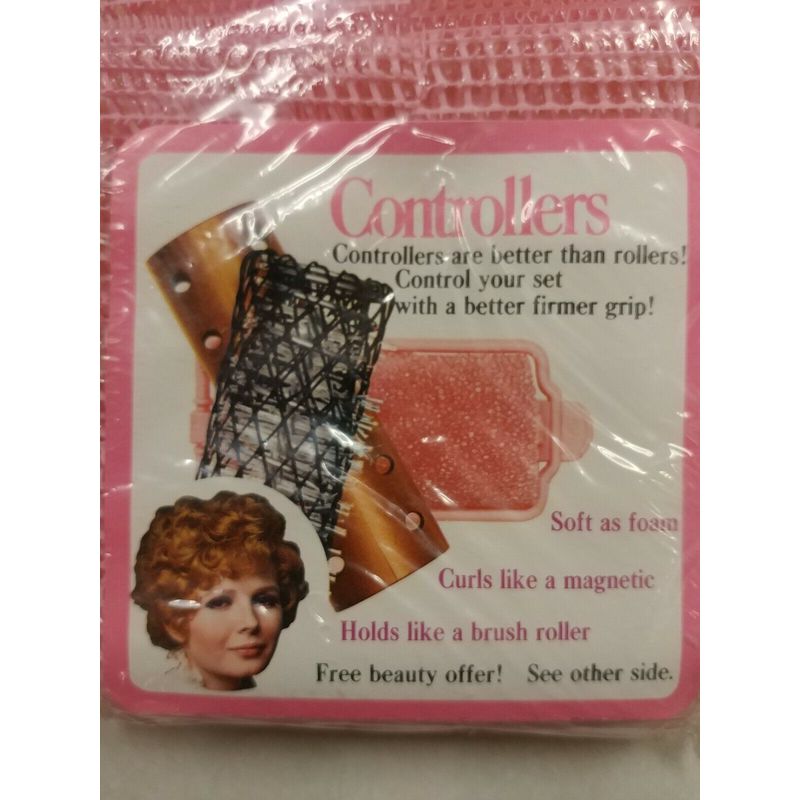 Controllers
Controllers are better than rollers!
Control your set
with a better firmer grip!
Soft as foam
Curls like a magnetic
Holds like a brush roller
Free beauty offer! See other side.